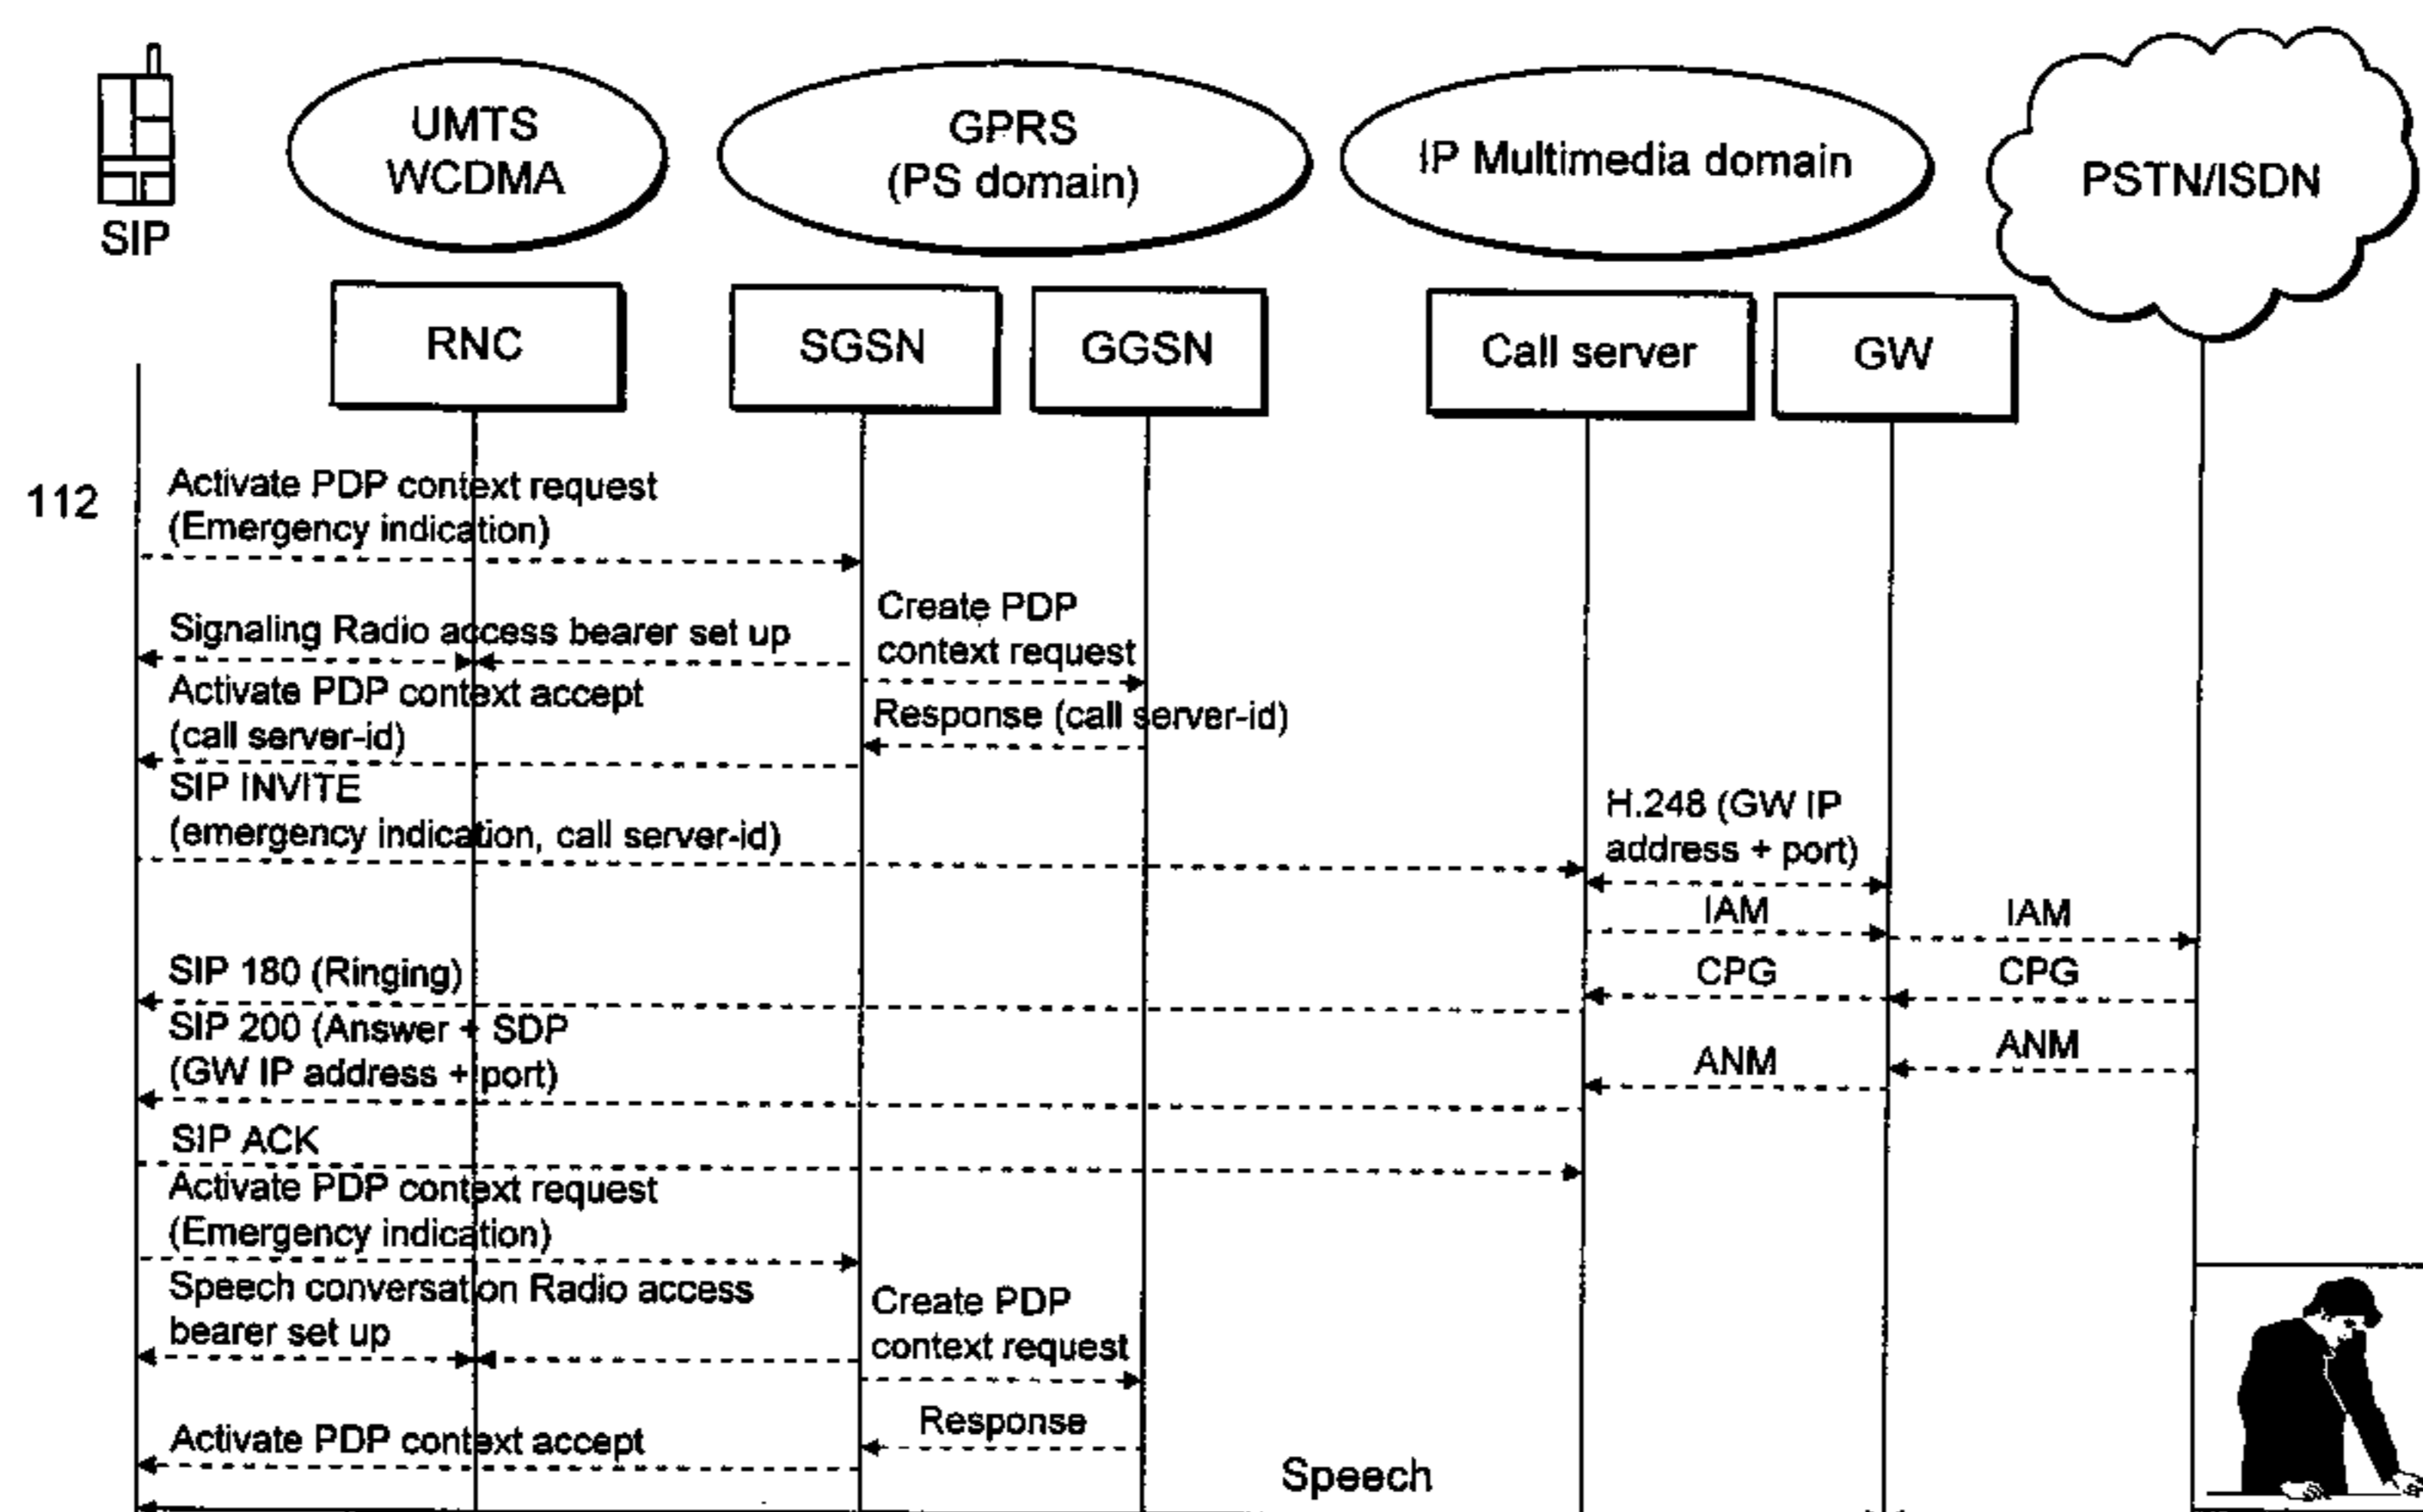 UMTS
WCDMA
GPRS
(PS domain)
IP Multimedia domain
PSTN/ISDN
SIP
RNC
SGSN
GGSN
Call server
GW
112
Activate PDP context request
(Emergency indication)
Create PDP
context request
Signaling Radio access bearer set up
Activate PDP context accept
(call server-id)
Response (call server-id)
SIP INVITE
(emergency indication, call server-id)
H.248 (GW IP
address + port)
IAM
IAM
SIP 180 (Ringing)
CPG
CPG
SIP 200 (Answer + SDP
(GW IP address + port)
ANM
ANM
SIP ACK
Activate PDP context request
(Emergency indication)
Speech conversation Radio access
bearer set up
Create PDP
context request
Response
Activate PDP context accept
Speech